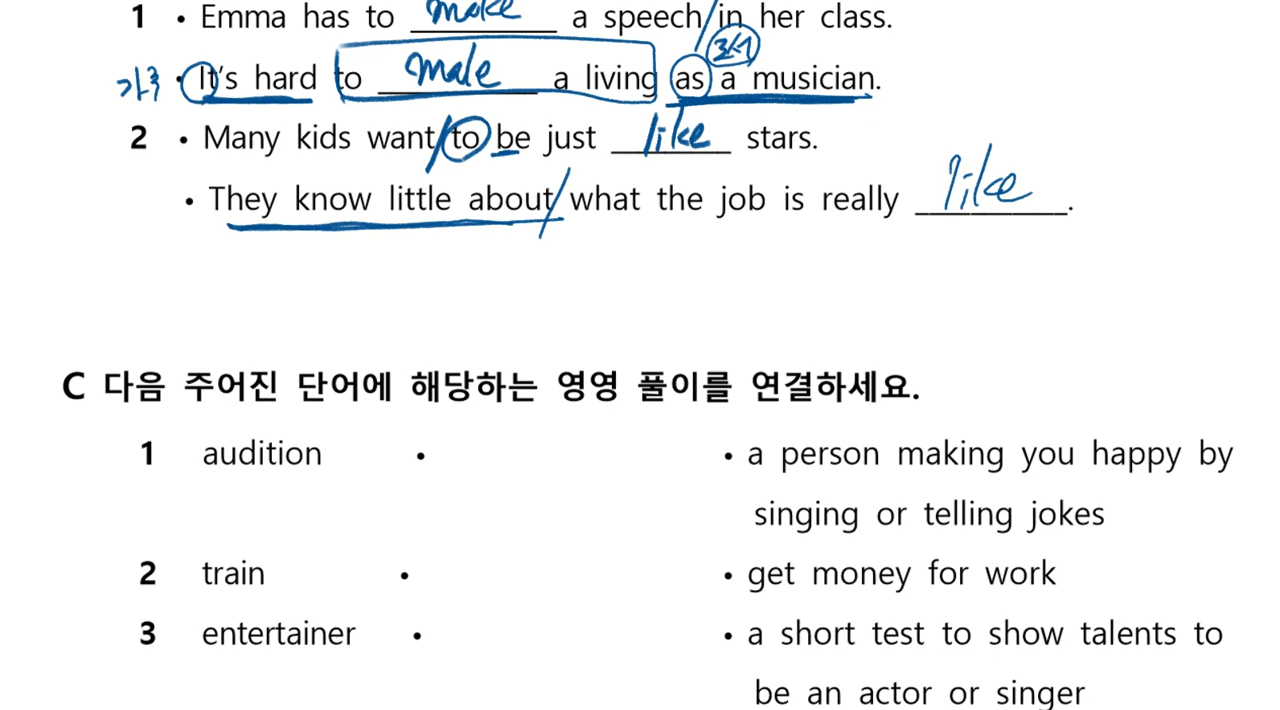 1 • Emma has to make a speech/in her class.
가주 • It's hard to make a living as a musician.
2 • Many kids want/to be just like stars.
• They know little about/what the job is really like.
C 다음 주어진 단어에 해당하는 영영 풀이를 연결하세요.
1 audition • • a person making you happy by
singing or telling jokes
2 train • • get money for work
3 entertainer • • a short test to show talents to
be an actor or singer